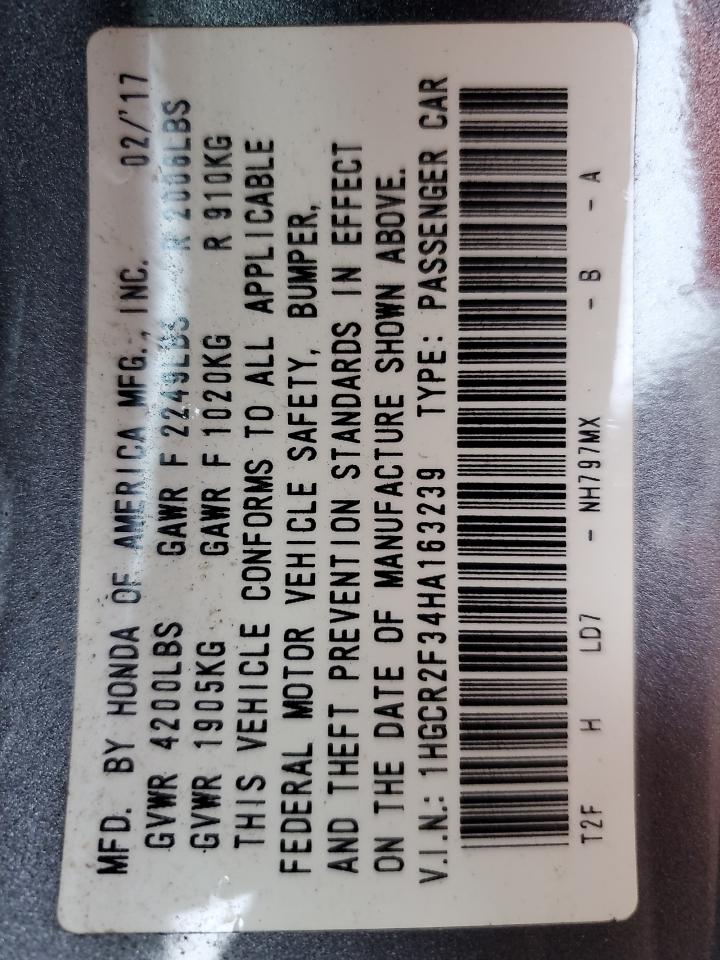 MFD. BY HONDA OF AMERICA MFG., INC. 02/'17
GVWR 4200LBS GAWR F 2249LBS R 2006LBS
GVWR 1905KG GAWR F 1020KG R 910KG
THIS VEHICLE CONFORMS TO ALL APPLICABLE
FEDERAL MOTOR VEHICLE SAFETY, BUMPER,
AND THEFT PREVENTION STANDARDS IN EFFECT
ON THE DATE OF MANUFACTURE SHOWN ABOVE.
V.I.N.: 1HGCR2F34HA163239 TYPE: PASSENGER CAR
T2F H LD7 - NH797MX - B - A